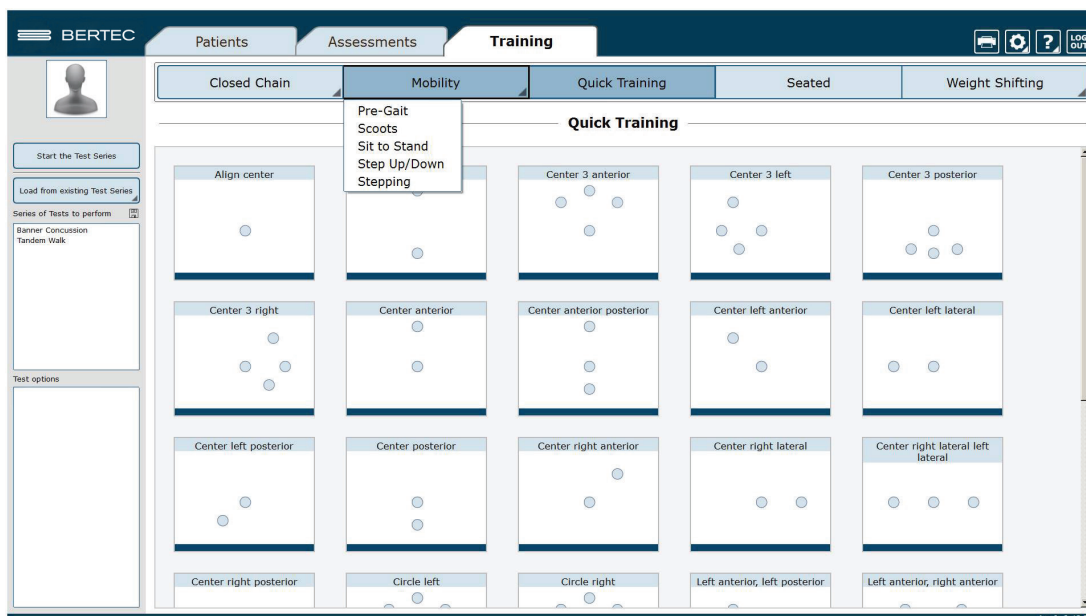 BERTEC
Patients
Assessments
Training
?
LOG
OUT
Closed Chain
Mobility
Quick Training
Seated
Weight Shifting
Pre-Gait
Scoots
Sit to Stand
Step Up/Down
Stepping
Quick Training
Start the Test Series
Load from existing Test Series
Series of Tests to perform
Banner Concussion
Tandem Walk
Test options
Align center
Center 3 anterior
Center 3 left
Center 3 posterior
Center 3 right
Center anterior
Center anterior posterior
Center left anterior
Center left lateral
Center left posterior
Center posterior
Center right anterior
Center right lateral
Center right lateral left
lateral
Center right posterior
Circle left
Circle right
Left anterior, left posterior
Left anterior, right anterior